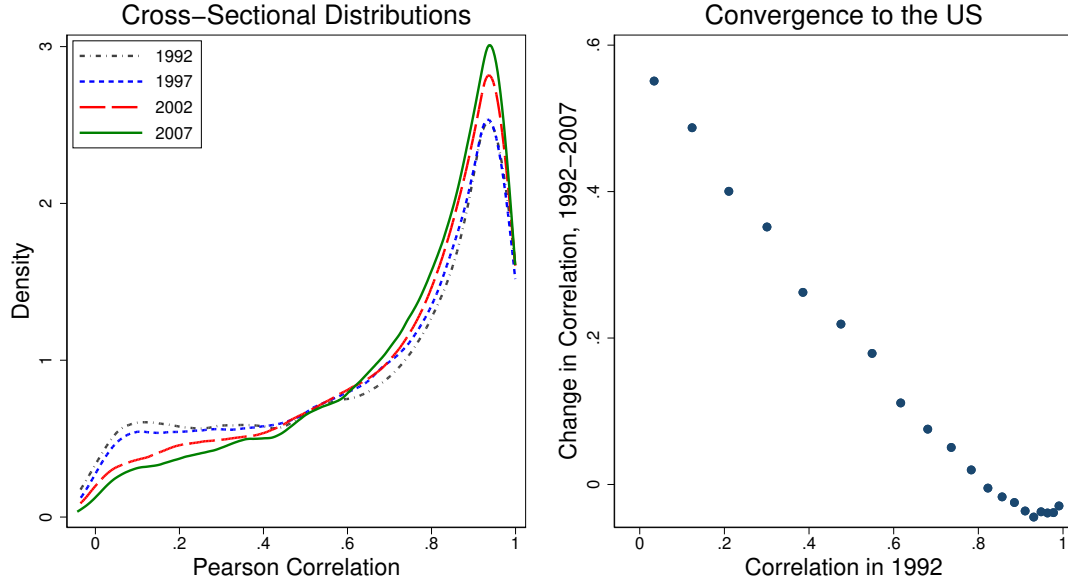 Cross−Sectional Distributions
Density
3
2
1
0
1992
1997
2002
2007
0 .2 .4 .6 .8 1
Pearson Correlation
Convergence to the US
Change in Correlation, 1992−2007
.6
.4
.2
0
0 .2 .4 .6 .8 1
Correlation in 1992